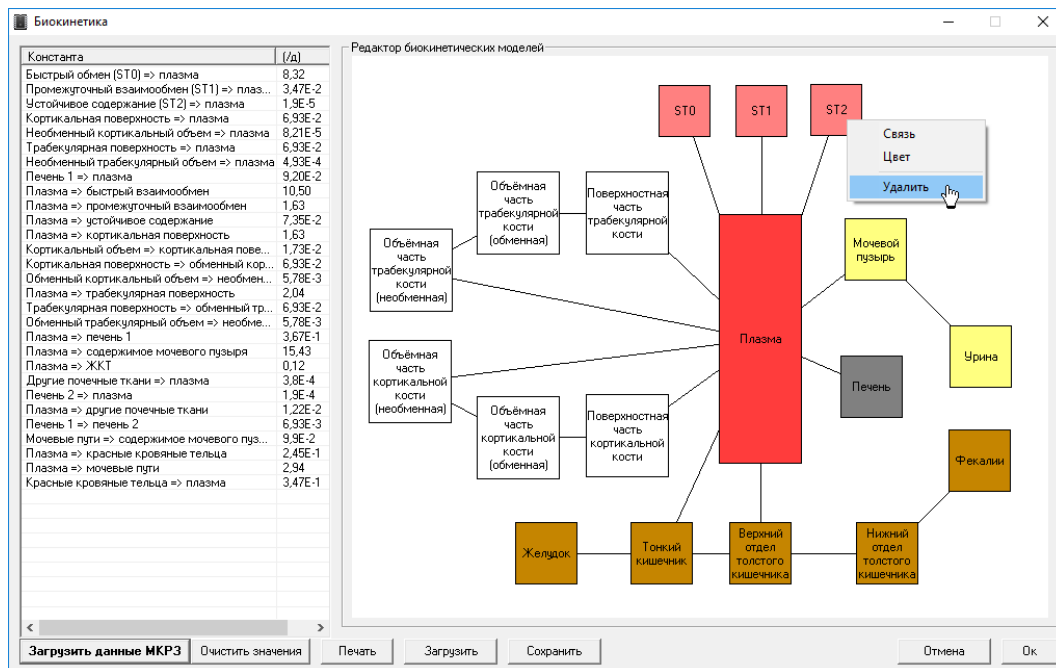 Биокинетика
Константа (/д)
Быстрый обмен (ST0) => плазма 8,32
Промежуточный взаимообмен (ST1) => плаз... 3,47E-2
Устойчивое содержание (ST2) => плазма 1,9E-5
Кортикальная поверхность => плазма 6,93E-2
Необменный кортикальный объем => плазма 8,21E-5
Трабекулярная поверхность => плазма 6,93E-2
Необменный трабекулярный объем => плазма 4,93E-4
Печень 1 => плазма 9,20E-2
Плазма => быстрый взаимообмен 10,50
Плазма => промежуточный взаимообмен 1,63
Плазма => устойчивое содержание 7,35E-2
Плазма => кортикальная поверхность 1,63
Кортикальный объем => кортикальная пове... 1,73E-2
Кортикальная поверхность => обменный кор... 6,93E-2
Обменный кортикальный объем => необмен... 5,78E-3
Плазма => трабекулярная поверхность 2,04
Трабекулярная поверхность => обменный тр... 6,93E-2
Обменный трабекулярный объем => необме... 5,78E-3
Плазма => печень 1 3,67E-1
Плазма => содержимое мочевого пузыря 15,43
Плазма => ЖКТ 0,12
Другие почечные ткани => плазма 3,8E-4
Печень 2 => плазма 1,9E-4
Плазма => другие почечные ткани 1,22E-2
Печень 1 => печень 2 6,93E-3
Мочевые пути => содержимое мочевого пуз... 9,9E-2
Плазма => красные кровяные тельца 2,45E-1
Плазма => мочевые пути 2,94
Красные кровяные тельца => плазма 3,47E-1
Редактор биокинетических моделей
ST0
ST1
ST2
Связь
Цвет
Удалить
Объёмная
часть
трабекулярной
кости
(обменная)
Поверхностная
часть
трабекулярной
кости
Объёмная
часть
трабекулярной
кости
(необменная)
Мочевой
пузырь
Плазма
Урина
Объёмная
часть
кортикальной
кости
(необменная)
Печень
Объёмная
часть
кортикальной
кости
(обменная)
Поверхностная
часть
кортикальной
кости
Фекалии
Желудок
Тонкий
кишечник
Верхний
отдел
толстого
кишечника
Нижний
отдел
толстого
кишечника
Загрузить данные МКРЗ
Очистить значения
Печать
Загрузить
Сохранить
Отмена
Ок